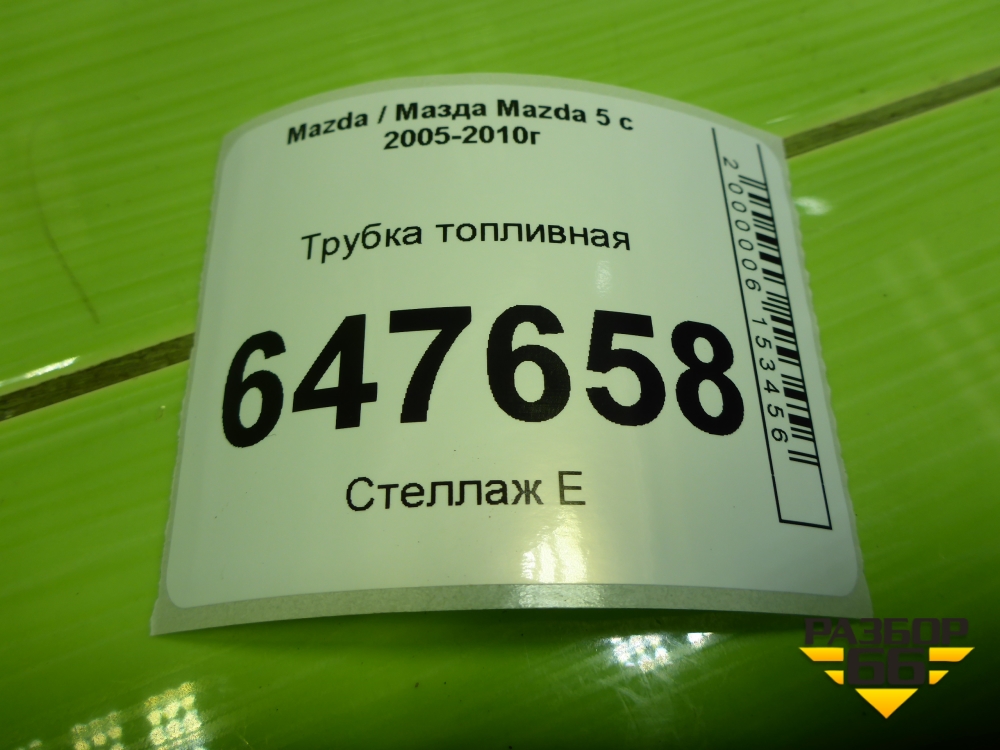 Mazda / Мазда Mazda 5 с
2005-2010г
Трубка топливная
647658
Стеллаж Е
2000006153456
РАЗБОР
66